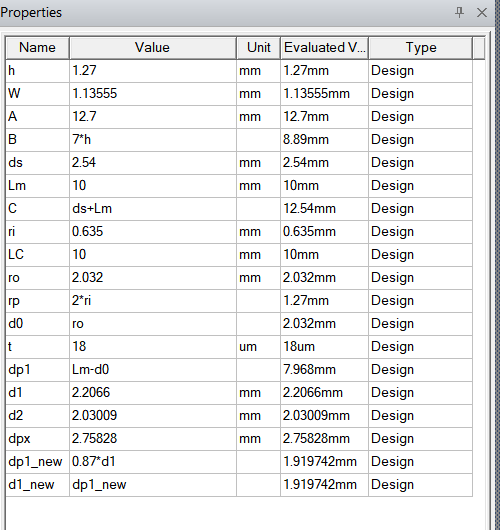 Properties
Name Value Unit Evaluated V... Type
h 1.27 mm 1.27mm Design
W 1.13555 mm 1.13555mm Design
A 12.7 mm 12.7mm Design
B 7*h 8.89mm Design
ds 2.54 mm 2.54mm Design
Lm 10 mm 10mm Design
C ds+Lm 12.54mm Design
ri 0.635 mm 0.635mm Design
LC 10 mm 10mm Design
ro 2.032 mm 2.032mm Design
rp 2*ri 1.27mm Design
d0 ro 2.032mm Design
t 18 um 18um Design
dp1 Lm-d0 7.968mm Design
d1 2.2066 mm 2.2066mm Design
d2 2.03009 mm 2.03009mm Design
dpx 2.75828 mm 2.75828mm Design
dp1_new 0.87*d1 1.919742mm Design
d1_new dp1_new 1.919742mm Design